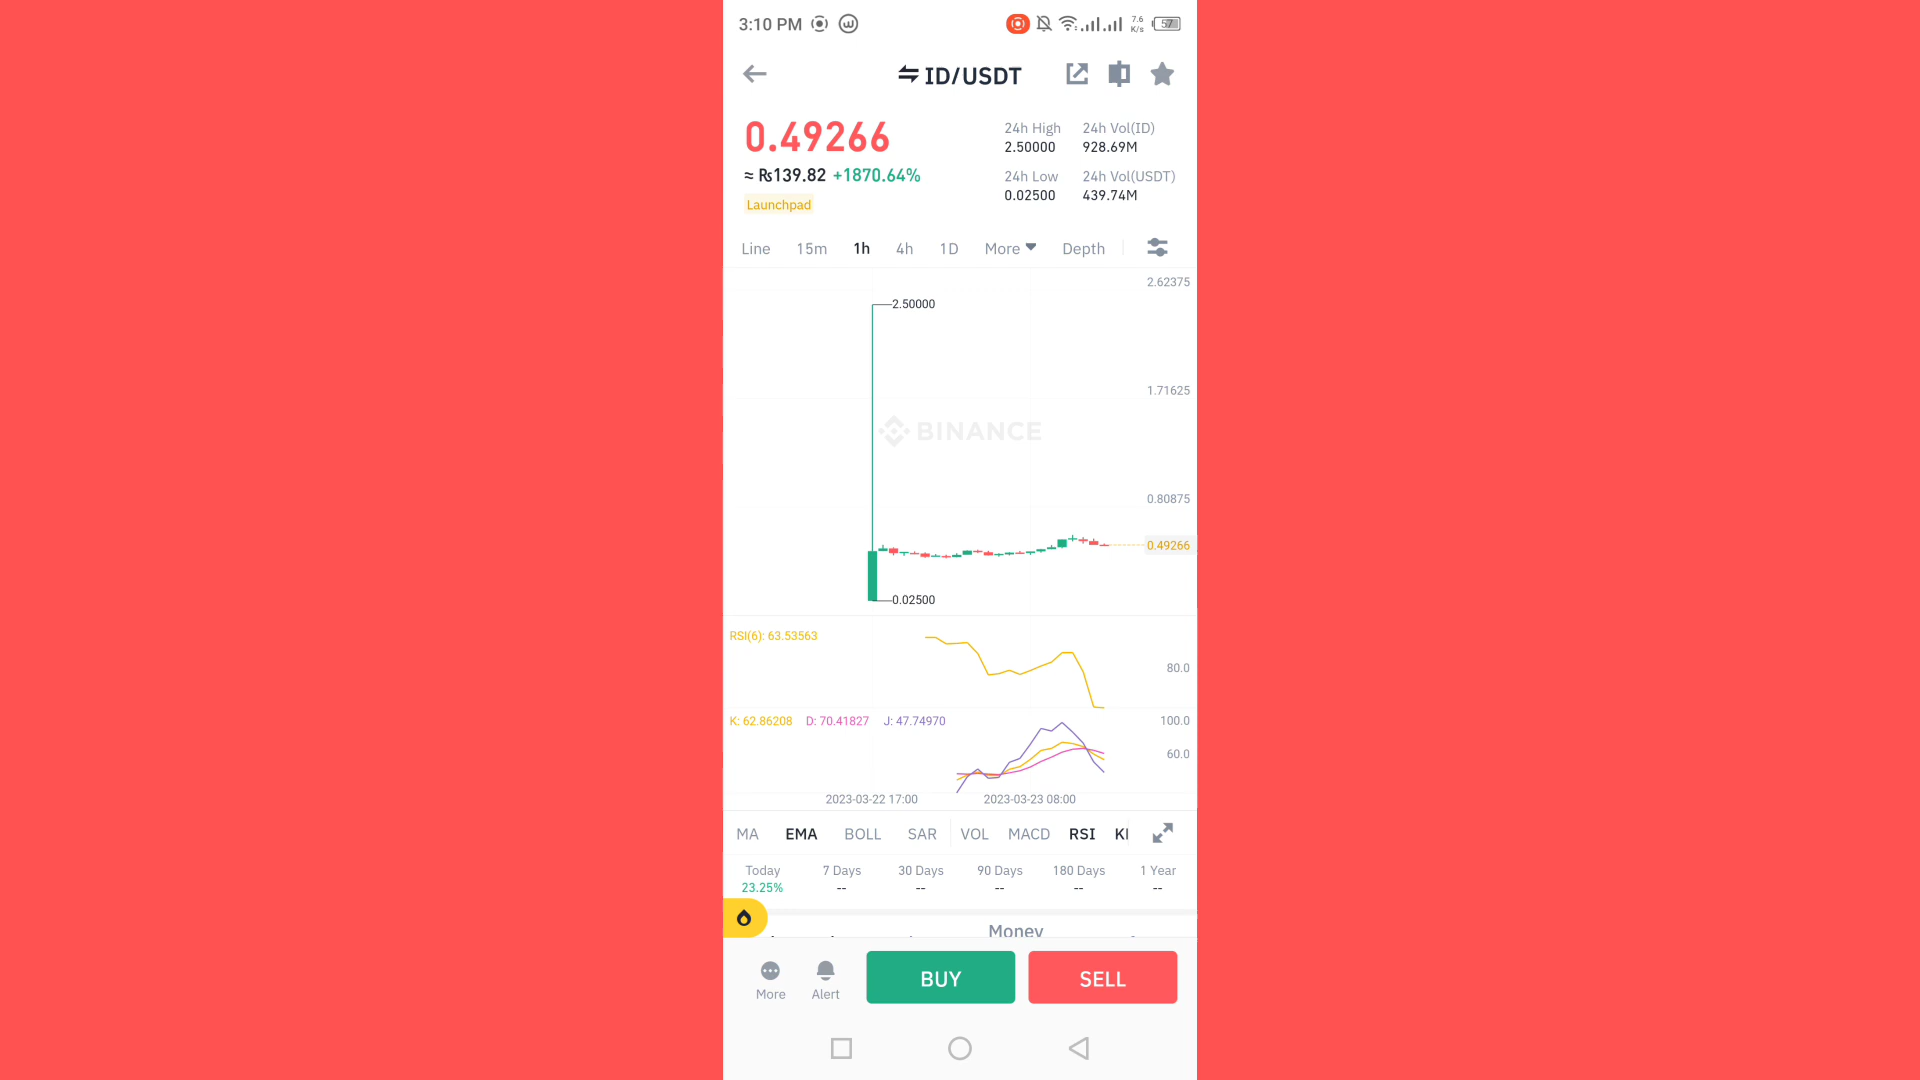 3:10 PM
7.6
K/s
57
ID/USDT
0.49266
≈ ₨139.82 +1870.64%
Launchpad
24h High
2.50000
24h Vol(ID)
928.69M
24h Low
0.02500
24h Vol(USDT)
439.74M
Line 15m 1h 4h 1D More Depth
2.62375
2.50000
1.71625
BINANCE
0.80875
0.49266
0.02500
RSI(6): 63.53563
80.0
K: 62.86208 D: 70.41827 J: 47.74970
100.0
60.0
2023-03-22 17:00 2023-03-23 08:00
MA EMA BOLL SAR VOL MACD RSI
Today 7 Days 30 Days 90 Days 180 Days 1 Year
23.25% -- -- -- -- --
Money
More Alert BUY SELL